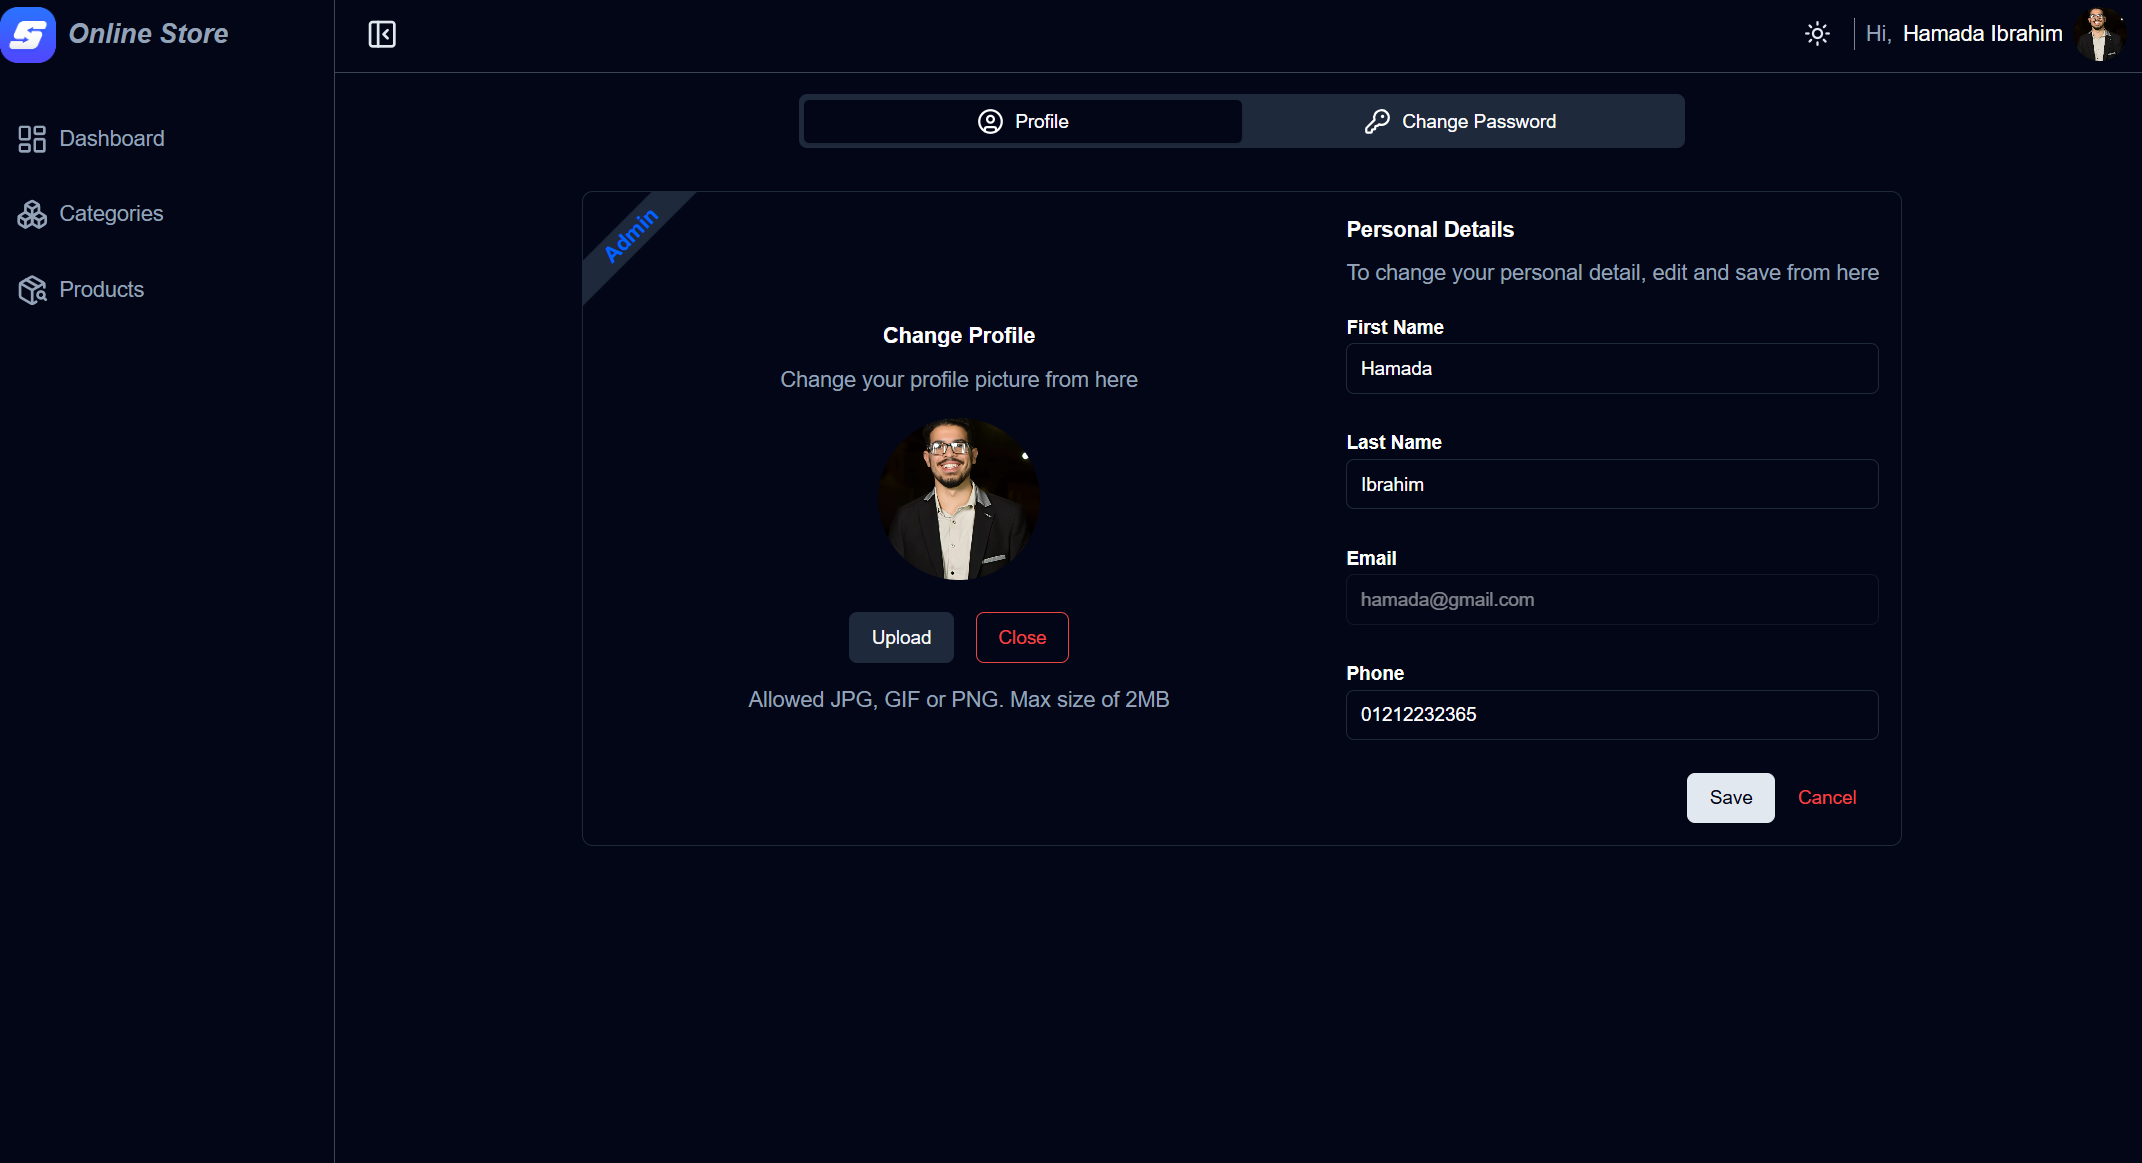 Online Store
Hi, Hamada Ibrahim
Dashboard
Categories
Products
Profile
Change Password
Admin
Change Profile
Change your profile picture from here
Upload
Close
Allowed JPG, GIF or PNG. Max size of 2MB
Personal Details
To change your personal detail, edit and save from here
First Name
Hamada
Last Name
Ibrahim
Email
hamada@gmail.com
Phone
01212232365
Save
Cancel